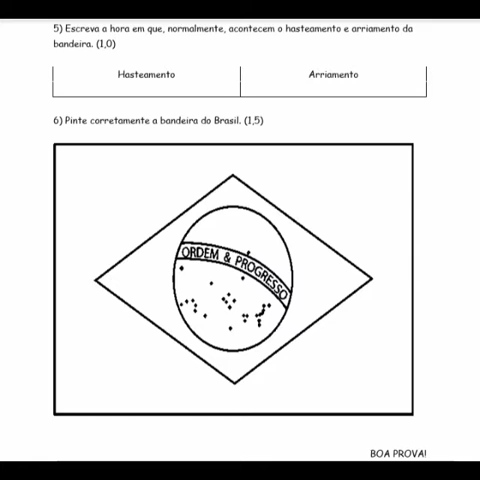 5) Escreva a hora em que, normalmente, acontecem o hasteamento e arriamento da
bandeira. (1,0)
Hasteamento Arriamento
6) Pinte corretamente a bandeira do Brasil. (1,5)
ORDEM & PROGRESSO
BOA PROVA!